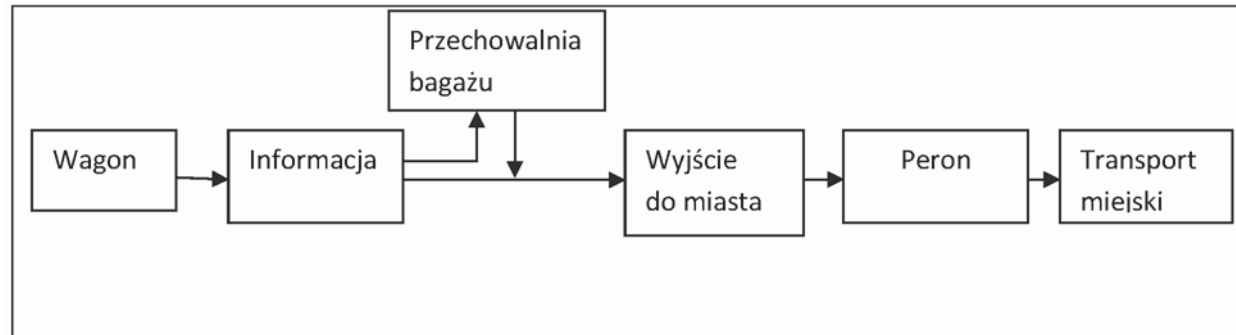 Przechowalnia
bagażu
Wagon
Informacja
Wyjście
do miasta
Peron
Transport
miejski